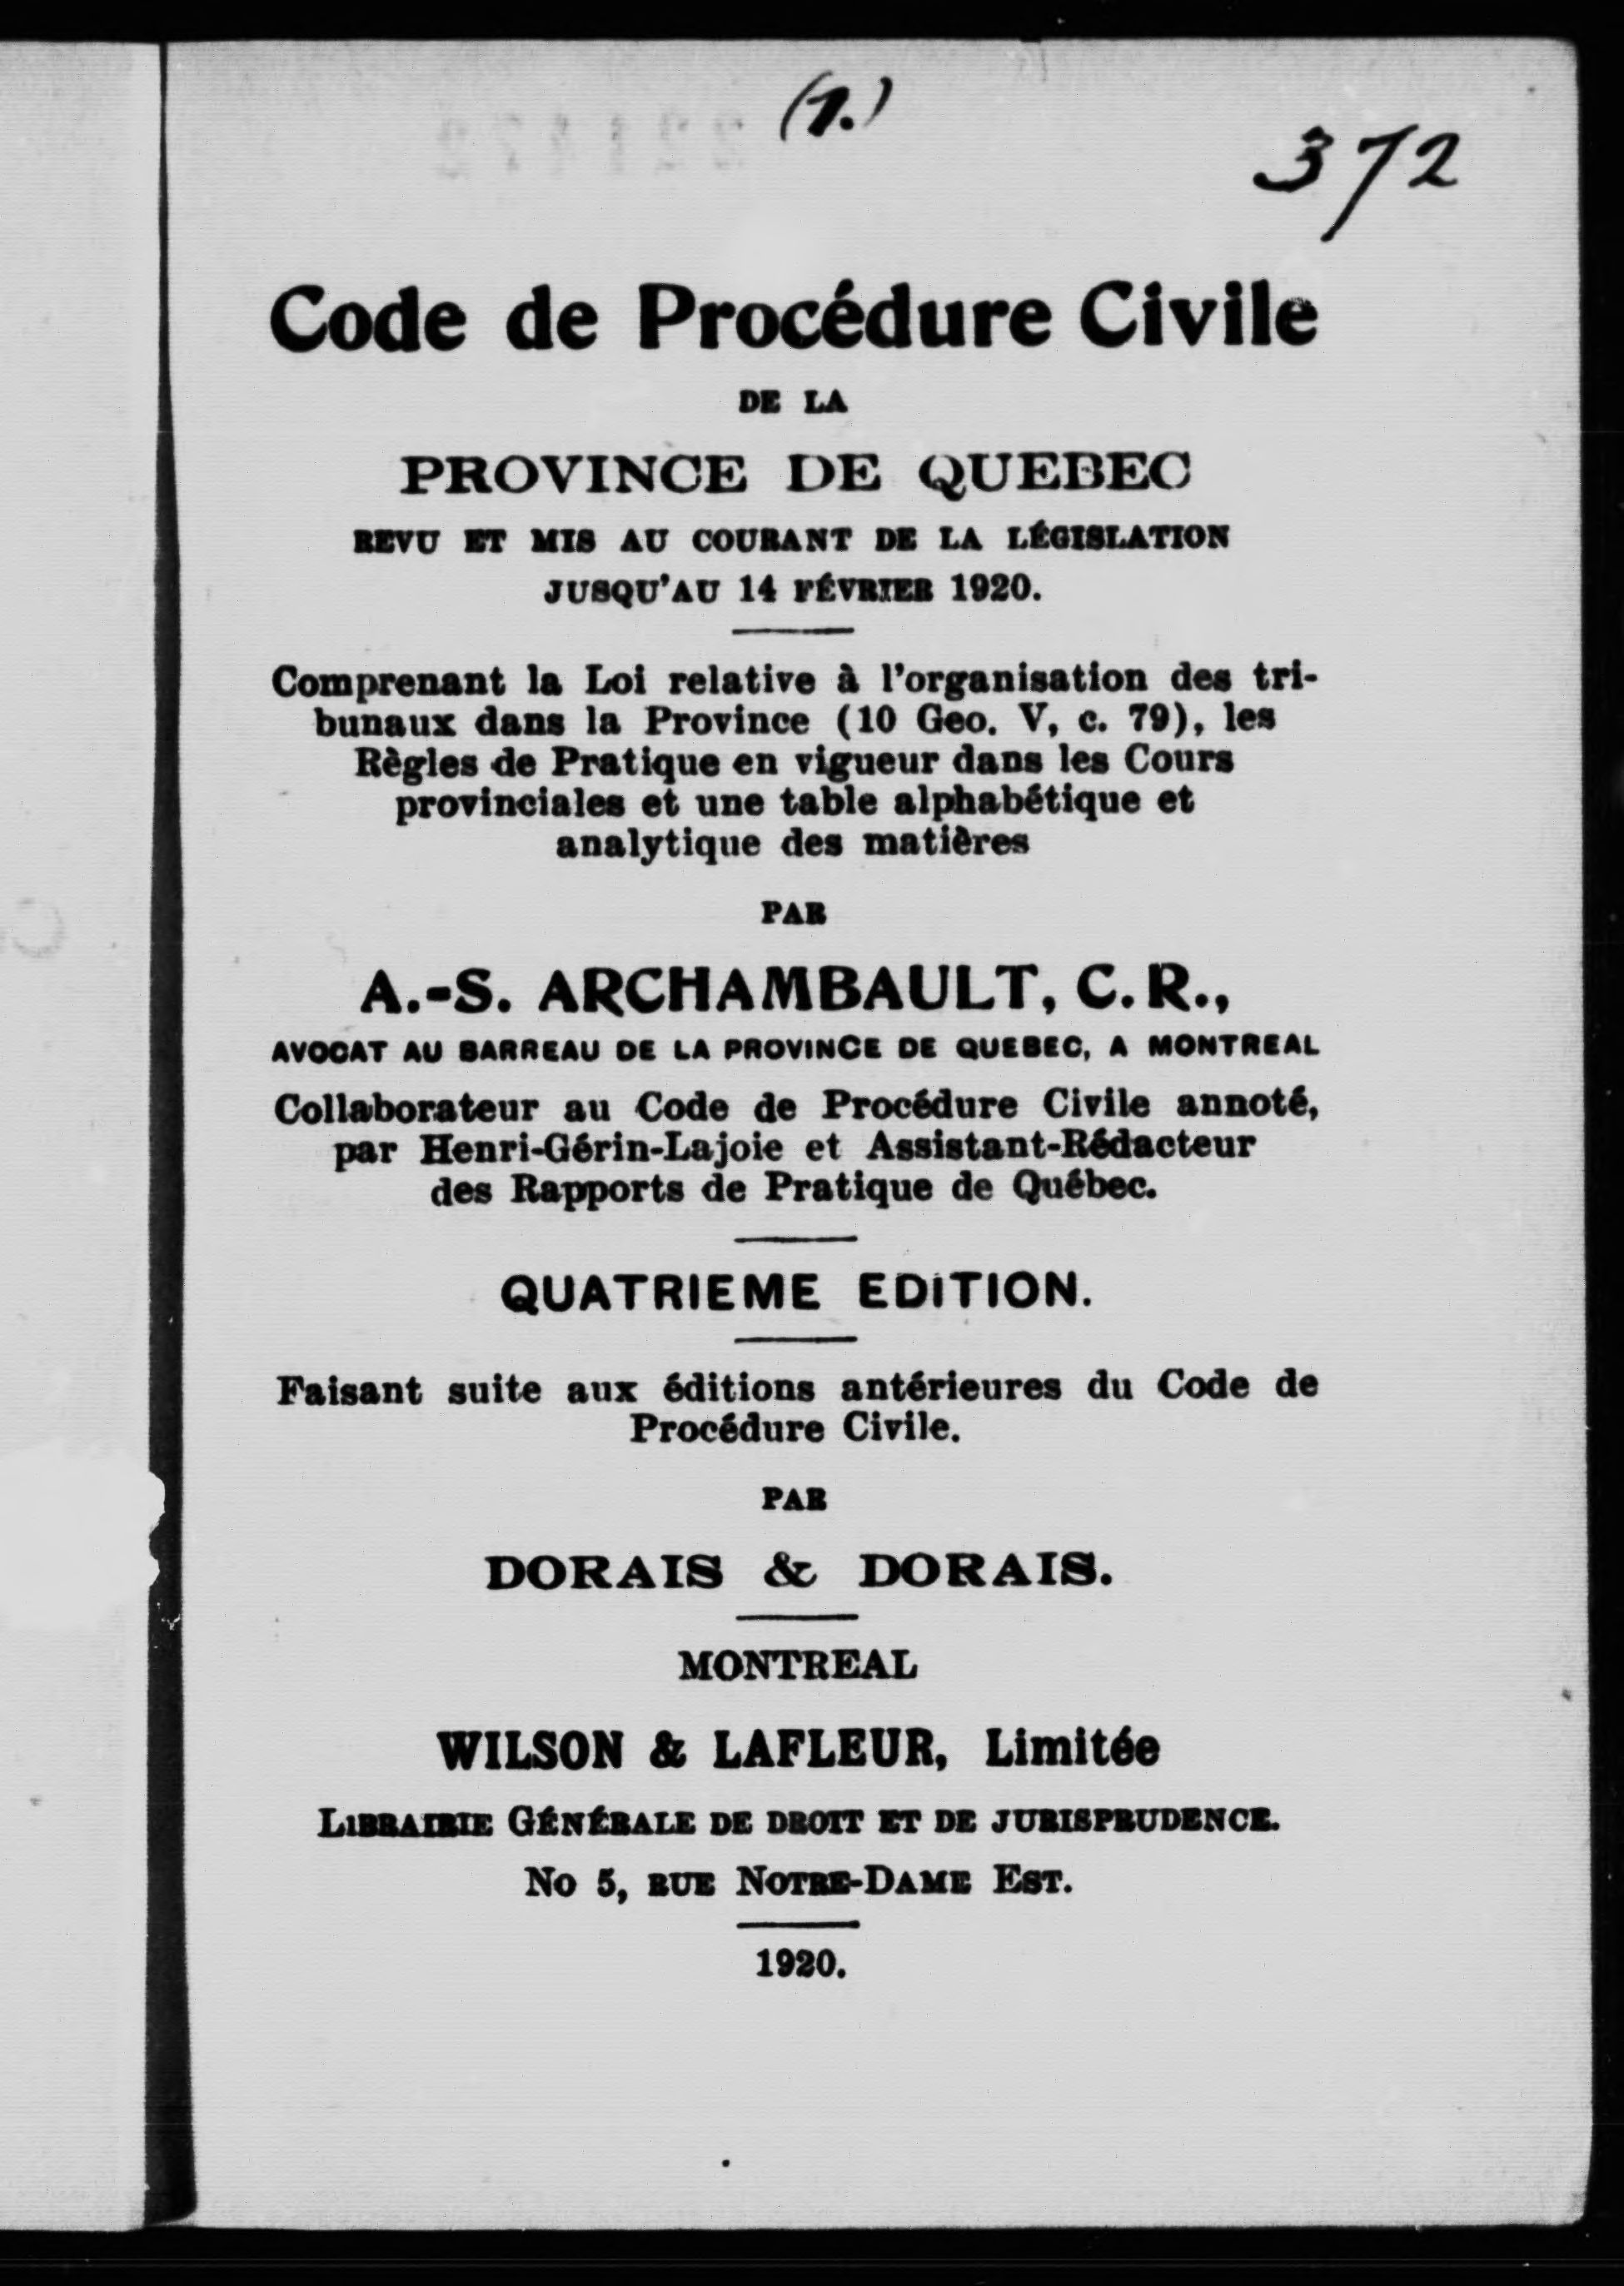 (1.)
372
Code de Procédure Civile
DE LA
PROVINCE DE QUEBEC
REVU ET MIS AU COURANT DE LA LÉGISLATION
JUSQU'AU 14 FÉVRIER 1920.
Comprenant la Loi relative à l'organisation des tri-
bunaux dans la Province (10 Geo. V, c. 79), les
Règles de Pratique en vigueur dans les Cours
provinciales et une table alphabétique et
analytique des matières
PAR
A.-S. ARCHAMBAULT, C.R.,
AVOCAT AU BARREAU DE LA PROVINCE DE QUEBEC, A MONTREAL
Collaborateur au Code de Procédure Civile annoté,
par Henri-Gérin-Lajoie et Assistant-Rédacteur
des Rapports de Pratique de Québec.
QUATRIEME EDITION.
Faisant suite aux éditions antérieures du Code de
Procédure Civile.
PAR
DORAIS & DORAIS.
MONTREAL
WILSON & LAFLEUR, Limitée
LIBRAIRIE GÉNÉRALE DE DROIT ET DE JURISPRUDENCE.
No 5, RUE NOTRE-DAME EST.
1920.